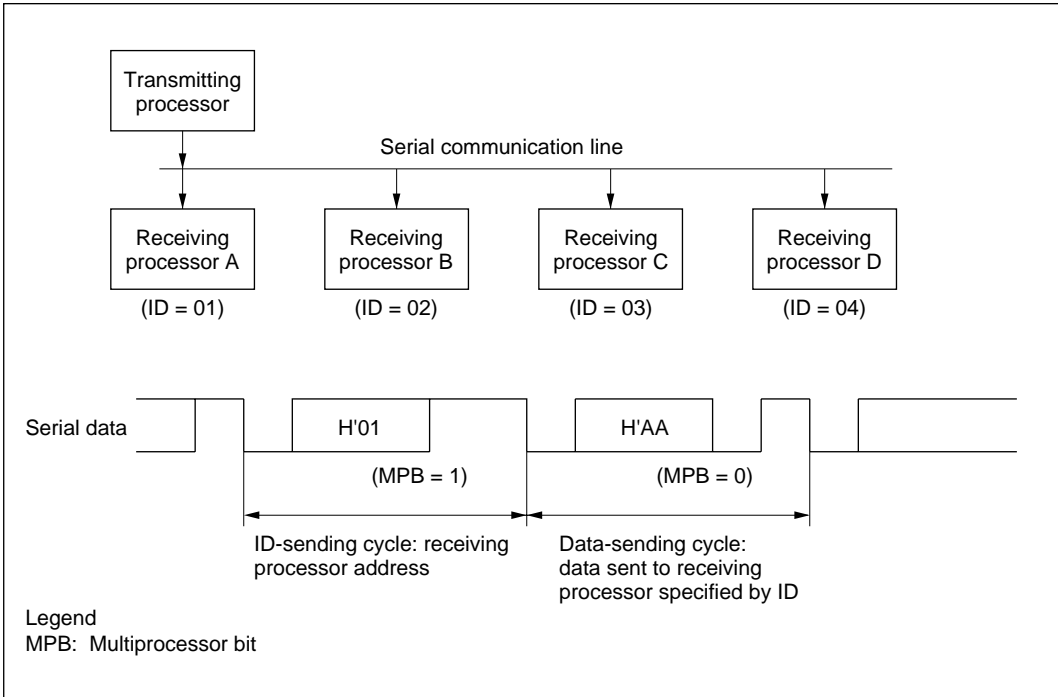 Transmitting
processor
Serial communication line
Receiving
processor A
Receiving
processor B
Receiving
processor C
Receiving
processor D
(ID = 01)
(ID = 02)
(ID = 03)
(ID = 04)
Serial data
H'01
H'AA
(MPB = 1)
(MPB = 0)
ID-sending cycle: receiving
processor address
Data-sending cycle:
data sent to receiving
processor specified by ID
Legend
MPB: Multiprocessor bit